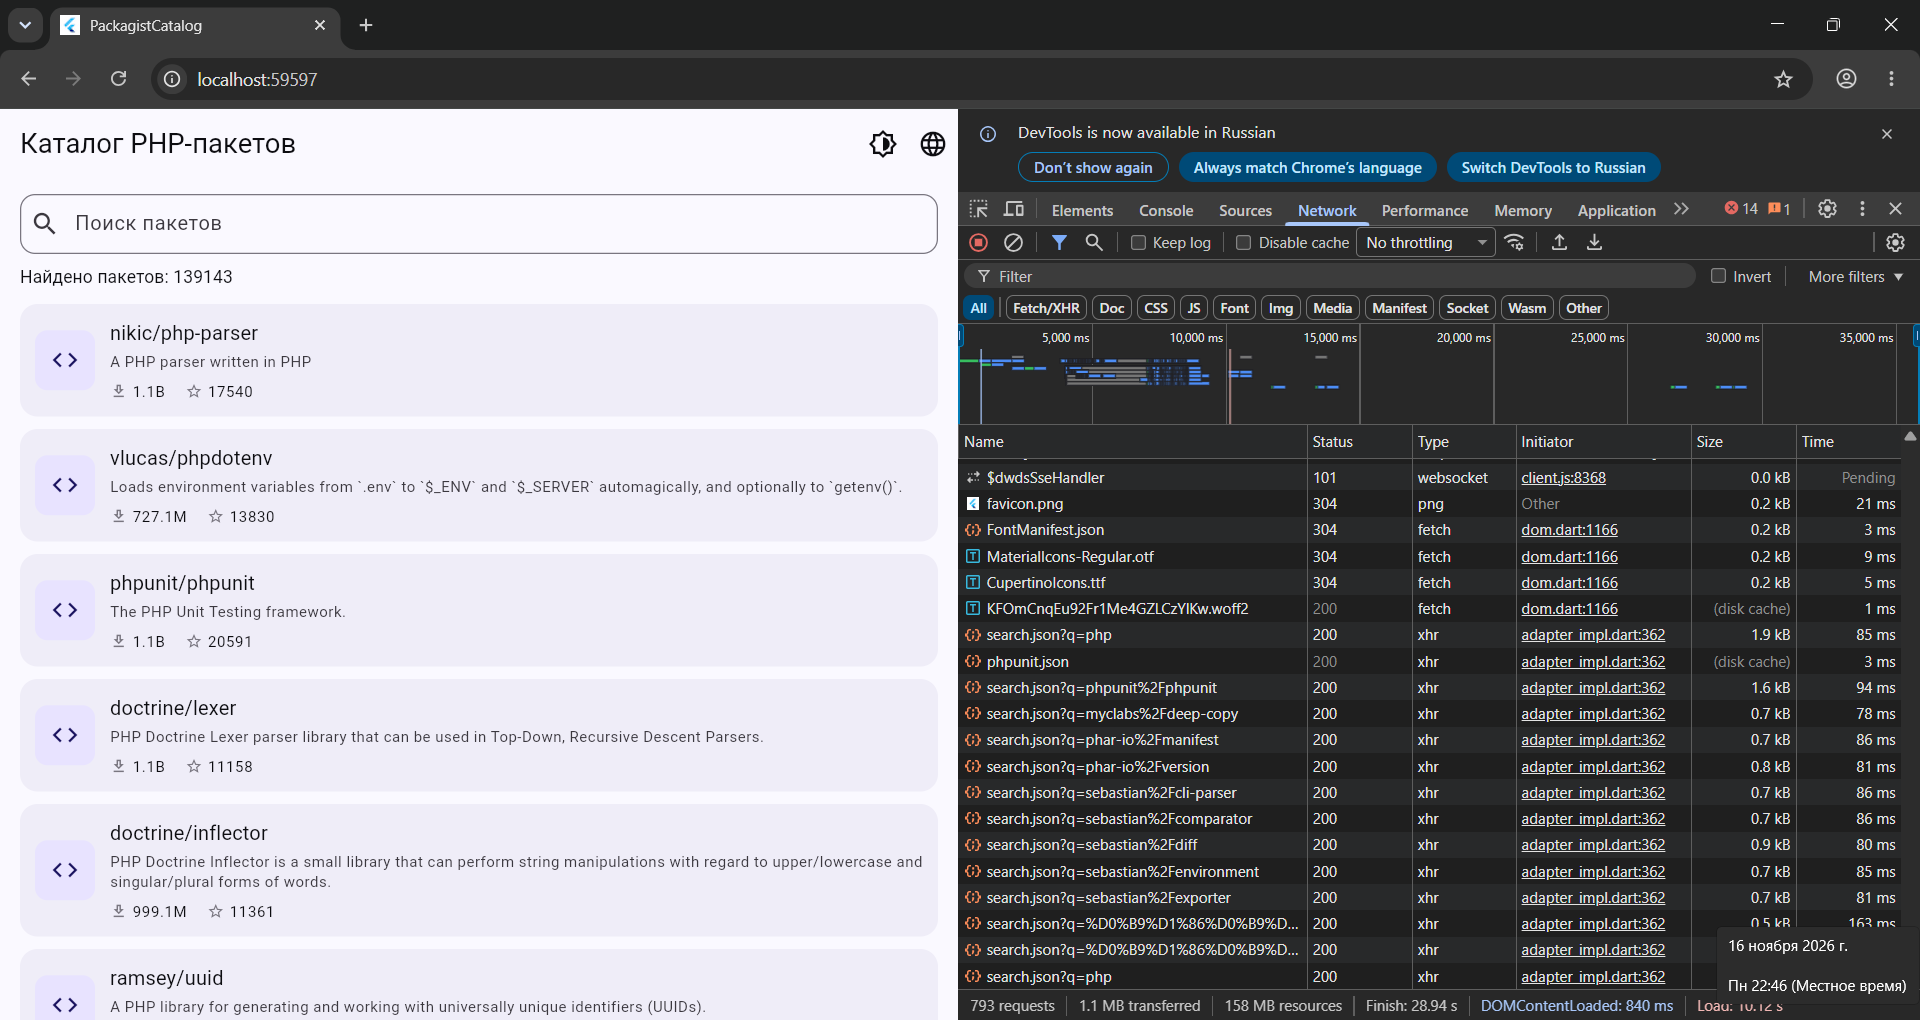 PackagistCatalog
localhost:59597
Каталог PHP-пакетов
Поиск пакетов
Найдено пакетов: 139143
nikic/php-parser
A PHP parser written in PHP
1.1B 17540
vlucas/phpdotenv
Loads environment variables from `.env` to `$_ENV` and `$_SERVER` automagically, and optionally to `getenv()`.
727.1M 13830
phpunit/phpunit
The PHP Unit Testing framework.
1.1B 20591
doctrine/lexer
PHP Doctrine Lexer parser library that can be used in Top-Down, Recursive Descent Parsers.
1.1B 11158
doctrine/inflector
PHP Doctrine Inflector is a small library that can perform string manipulations with regard to upper/lowercase and
singular/plural forms of words.
999.1M 11361
ramsey/uuid
A PHP library for generating and working with universally unique identifiers (UUIDs).
DevTools is now available in Russian
Don't show again Always match Chrome's language Switch DevTools to Russian
Elements Console Sources Network Performance Memory Application 14 1
Keep log Disable cache No throttling
Filter Invert More filters
All Fetch/XHR Doc CSS JS Font Img Media Manifest Socket Wasm Other
5,000 ms 10,000 ms 15,000 ms 20,000 ms 25,000 ms 30,000 ms 35,000 ms
Name Status Type Initiator Size Time
$dwdsSseHandler 101 websocket client.js:8368 0.0 kB Pending
favicon.png 304 png Other 0.2 kB 21 ms
FontManifest.json 304 fetch dom.dart:1166 0.2 kB 3 ms
MaterialIcons-Regular.otf 304 fetch dom.dart:1166 0.2 kB 9 ms
CupertinoIcons.ttf 304 fetch dom.dart:1166 0.2 kB 5 ms
KFOmCnqEu92Fr1Me4GZLCzYlKw.woff2 200 fetch dom.dart:1166 (disk cache) 1 ms
search.json?q=php 200 xhr adapter_impl.dart:362 1.9 kB 85 ms
phpunit.json 200 xhr adapter_impl.dart:362 (disk cache) 3 ms
search.json?q=phpunit%2Fphpunit 200 xhr adapter_impl.dart:362 1.6 kB 94 ms
search.json?q=myclabs%2Fdeep-copy 200 xhr adapter_impl.dart:362 0.7 kB 78 ms
search.json?q=phar-io%2Fmanifest 200 xhr adapter_impl.dart:362 0.7 kB 86 ms
search.json?q=phar-io%2Fversion 200 xhr adapter_impl.dart:362 0.8 kB 81 ms
search.json?q=sebastian%2Fcli-parser 200 xhr adapter_impl.dart:362 0.7 kB 86 ms
search.json?q=sebastian%2Fcomparator 200 xhr adapter_impl.dart:362 0.7 kB 86 ms
search.json?q=sebastian%2Fdiff 200 xhr adapter_impl.dart:362 0.9 kB 80 ms
search.json?q=sebastian%2Fenvironment 200 xhr adapter_impl.dart:362 0.7 kB 85 ms
search.json?q=sebastian%2Fexporter 200 xhr adapter_impl.dart:362 0.7 kB 81 ms
search.json?q=%D0%B9%D1%86%D0%B9%D... 200 xhr adapter_impl.dart:362 0.5 kB 163 ms
search.json?q=%D0%B9%D1%86%D0%B9%D... 200 xhr adapter_impl.dart:362
search.json?q=php 200 xhr adapter_impl.dart:362
16 ноября 2026 г.
Пн 22:46 (Местное время)
793 requests 1.1 MB transferred 158 MB resources Finish: 28.94 s DOMContentLoaded: 840 ms Load: 10.12 s